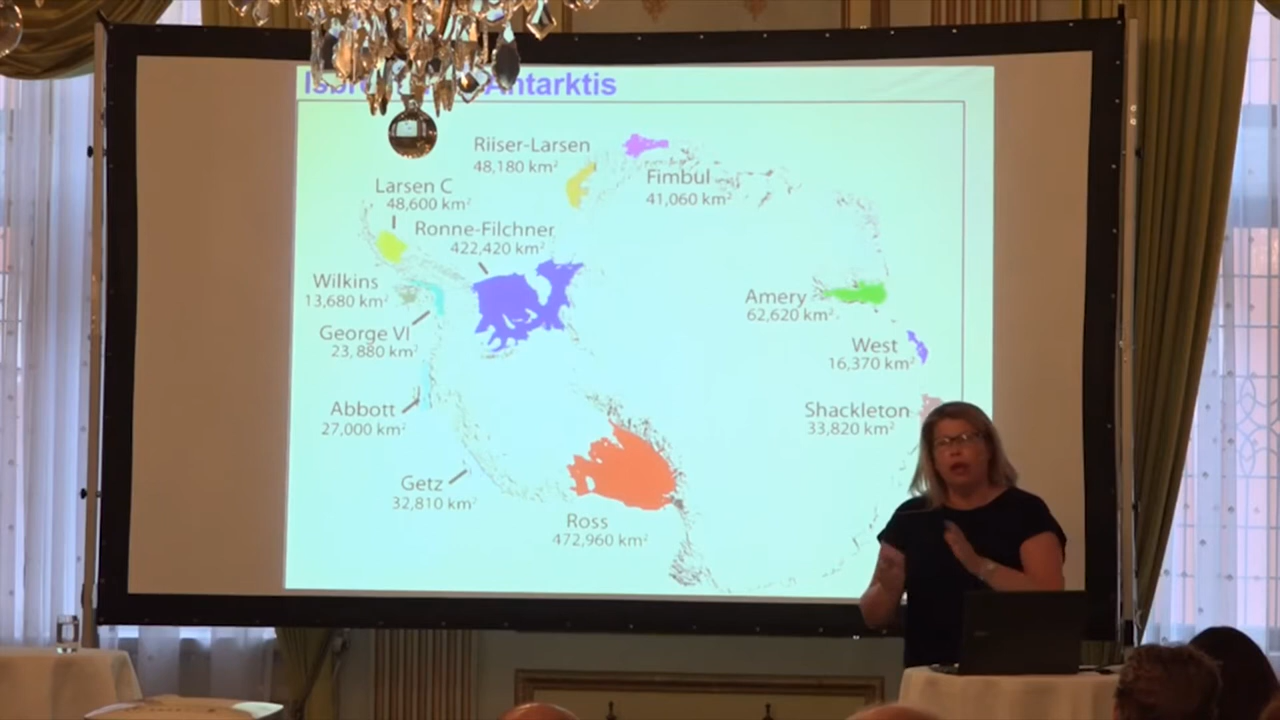 Antarktis
Riiser-Larsen
48,180 km²
Fimbul
41,060 km²
Larsen C
48,600 km²
Ronne-Filchner
422,420 km²
Wilkins
13,680 km²
George VI
23,880 km²
Amery
62,620 km²
West
16,370 km²
Abbott
27,000 km²
Shackleton
33,820 km²
Getz
32,810 km²
Ross
472,960 km²